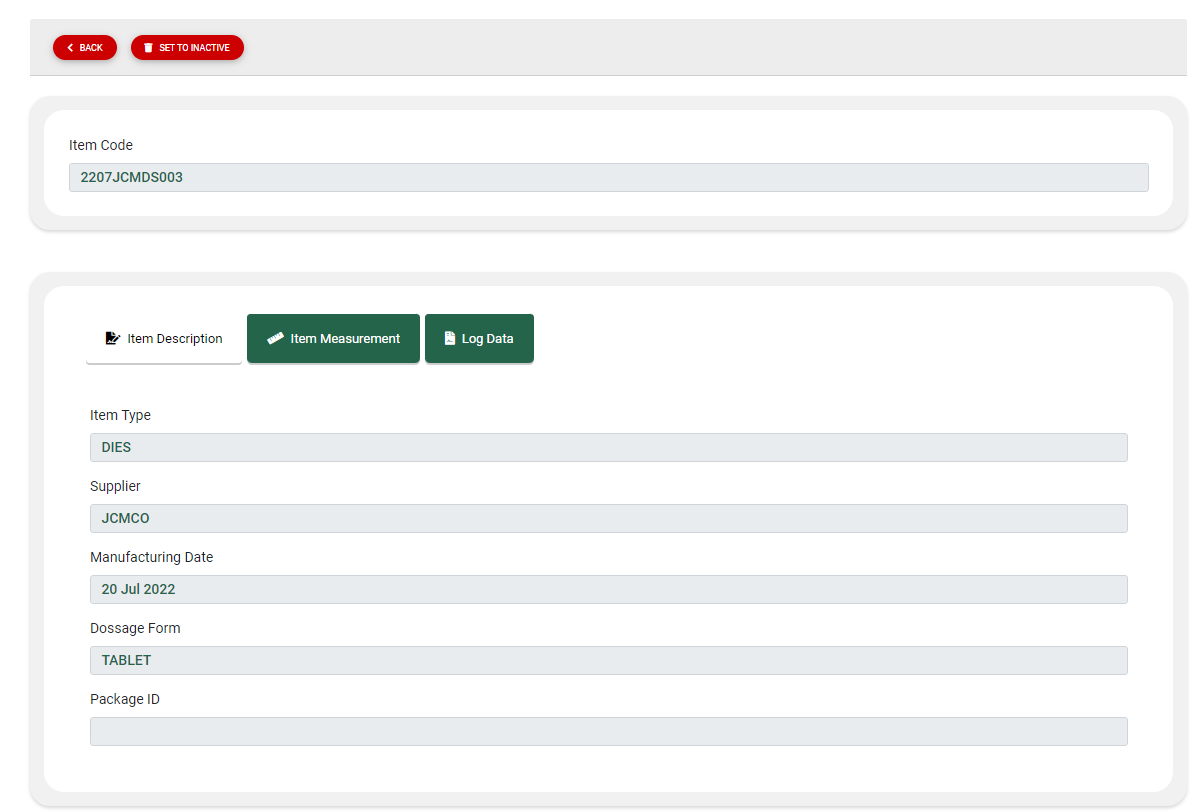 BACK
SET TO INACTIVE
Item Code
2207JCMDS003
Item Description
Item Measurement
Log Data
Item Type
DIES
Supplier
JCMCO
Manufacturing Date
20 Jul 2022
Dossage Form
TABLET
Package ID